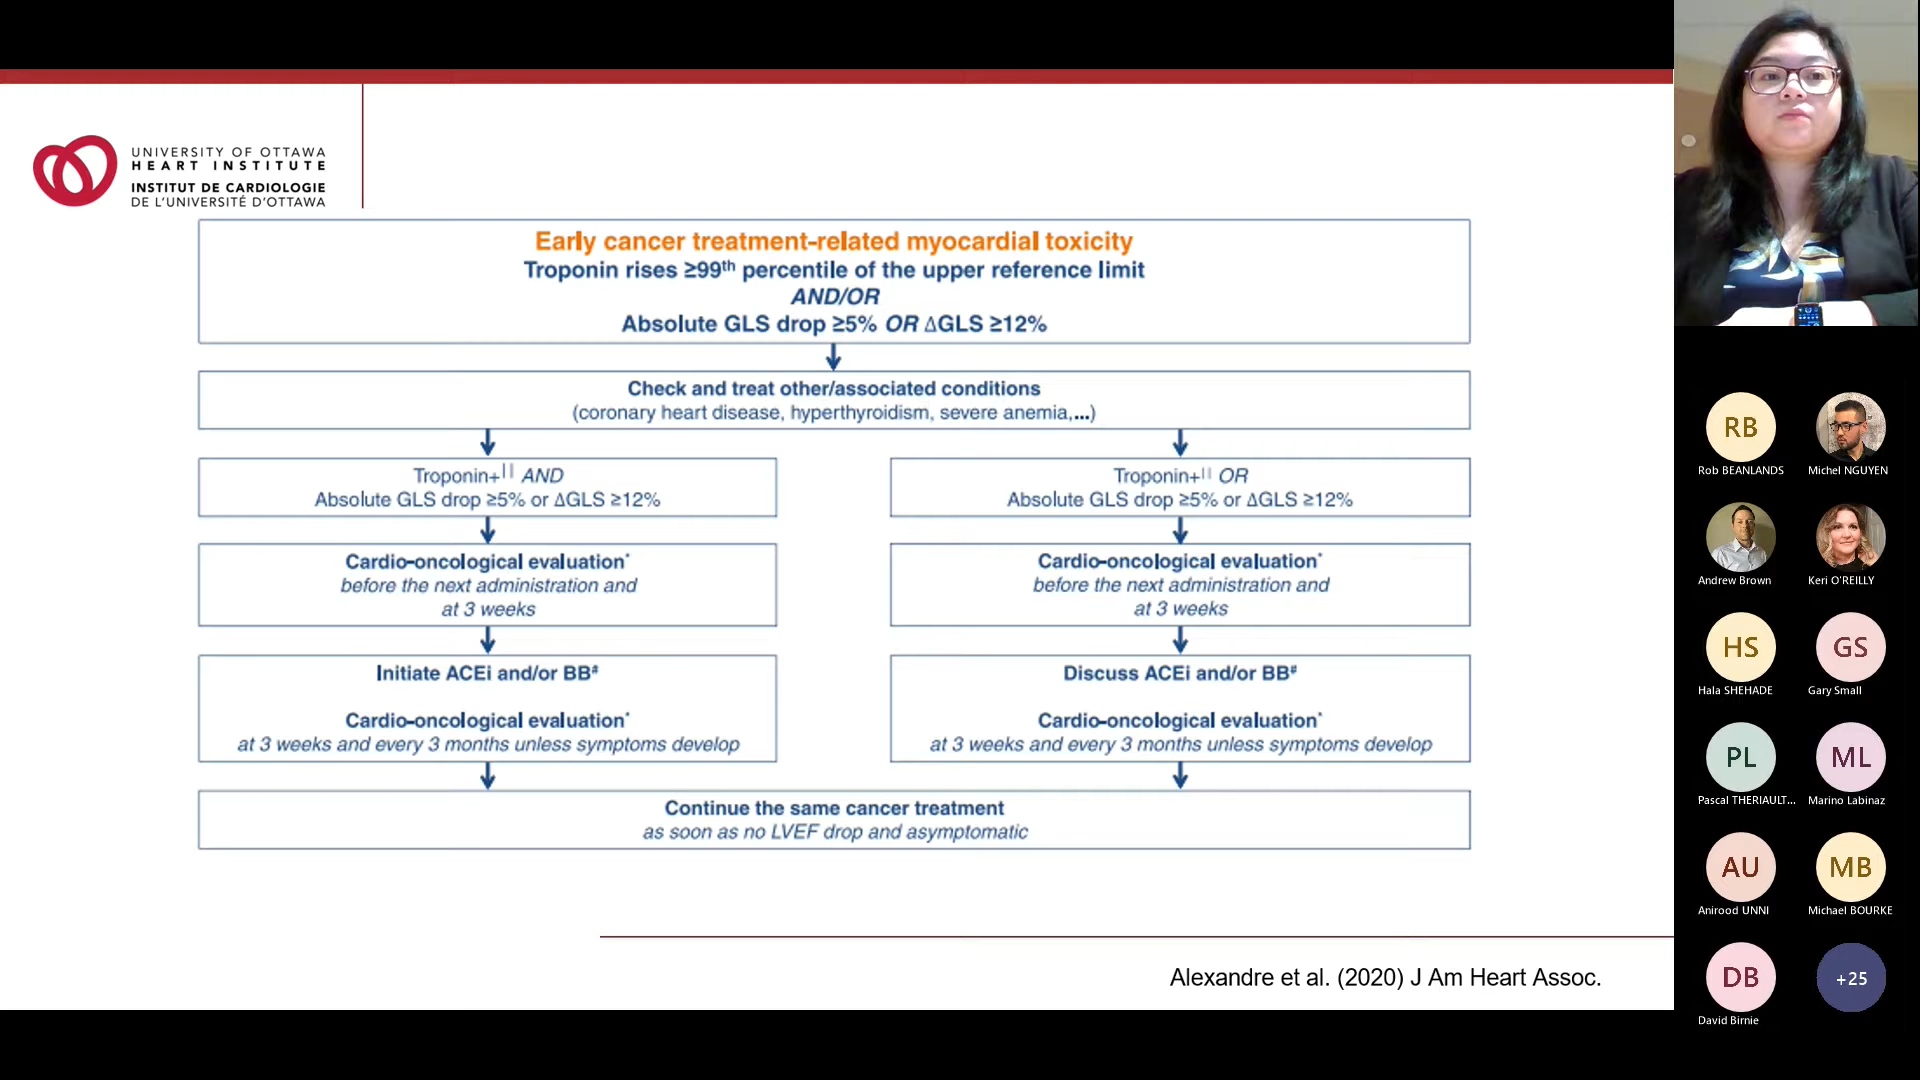 UNIVERSITY OF OTTAWA
HEART INSTITUTE
INSTITUT DE CARDIOLOGIE
DE L'UNIVERSITÉ D'OTTAWA
Early cancer treatment-related myocardial toxicity
Troponin rises ≥99th percentile of the upper reference limit
AND/OR
Absolute GLS drop ≥5% OR ΔGLS ≥12%
Check and treat other/associated conditions
(coronary heart disease, hyperthyroidism, severe anemia,...)
Troponin+|| AND
Absolute GLS drop ≥5% or ΔGLS ≥12%
Cardio-oncological evaluation*
before the next administration and
at 3 weeks
Initiate ACEi and/or BB#
Cardio-oncological evaluation*
at 3 weeks and every 3 months unless symptoms develop
Troponin+|| OR
Absolute GLS drop ≥5% or ΔGLS ≥12%
Cardio-oncological evaluation*
before the next administration and
at 3 weeks
Discuss ACEi and/or BB#
Cardio-oncological evaluation*
at 3 weeks and every 3 months unless symptoms develop
Continue the same cancer treatment
as soon as no LVEF drop and asymptomatic
Alexandre et al. (2020) J Am Heart Assoc.
RB
Rob BEANLANDS
Michel NGUYEN
Andrew Brown
Keri O'REILLY
HS
Hala SHEHADE
GS
Gary Small
PL
Pascal THERIAULT...
ML
Marino Labinaz
AU
Anirood UNNI
MB
Michael BOURKE
DB
David Birnie
+25